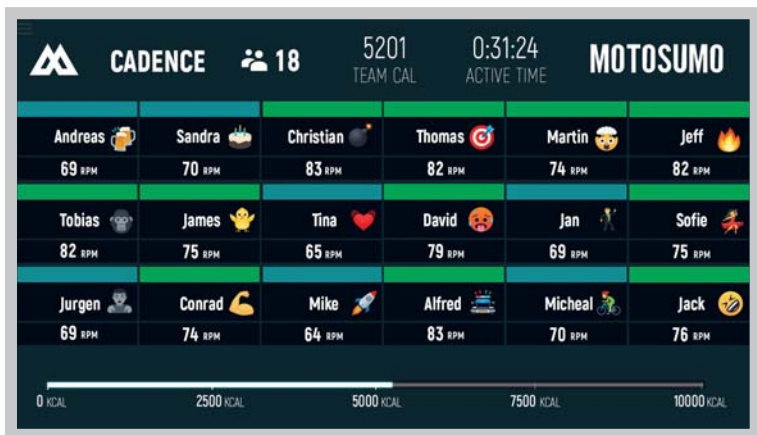 CADENCE 18 5201 0:31:24 MOTOSUMO
TEAM CAL ACTIVE TIME
Andreas Sandra Christian Thomas Martin Jeff
69 RPM 70 RPM 83 RPM 82 RPM 74 RPM 82 RPM
Tobias James Tina David Jan Sofie
82 RPM 75 RPM 65 RPM 79 RPM 69 RPM 75 RPM
Jurgen Conrad Mike Alfred Micheal Jack
69 RPM 74 RPM 64 RPM 83 RPM 70 RPM 76 RPM
0 KCAL 2500 KCAL 5000 KCAL 7500 KCAL 10000 KCAL